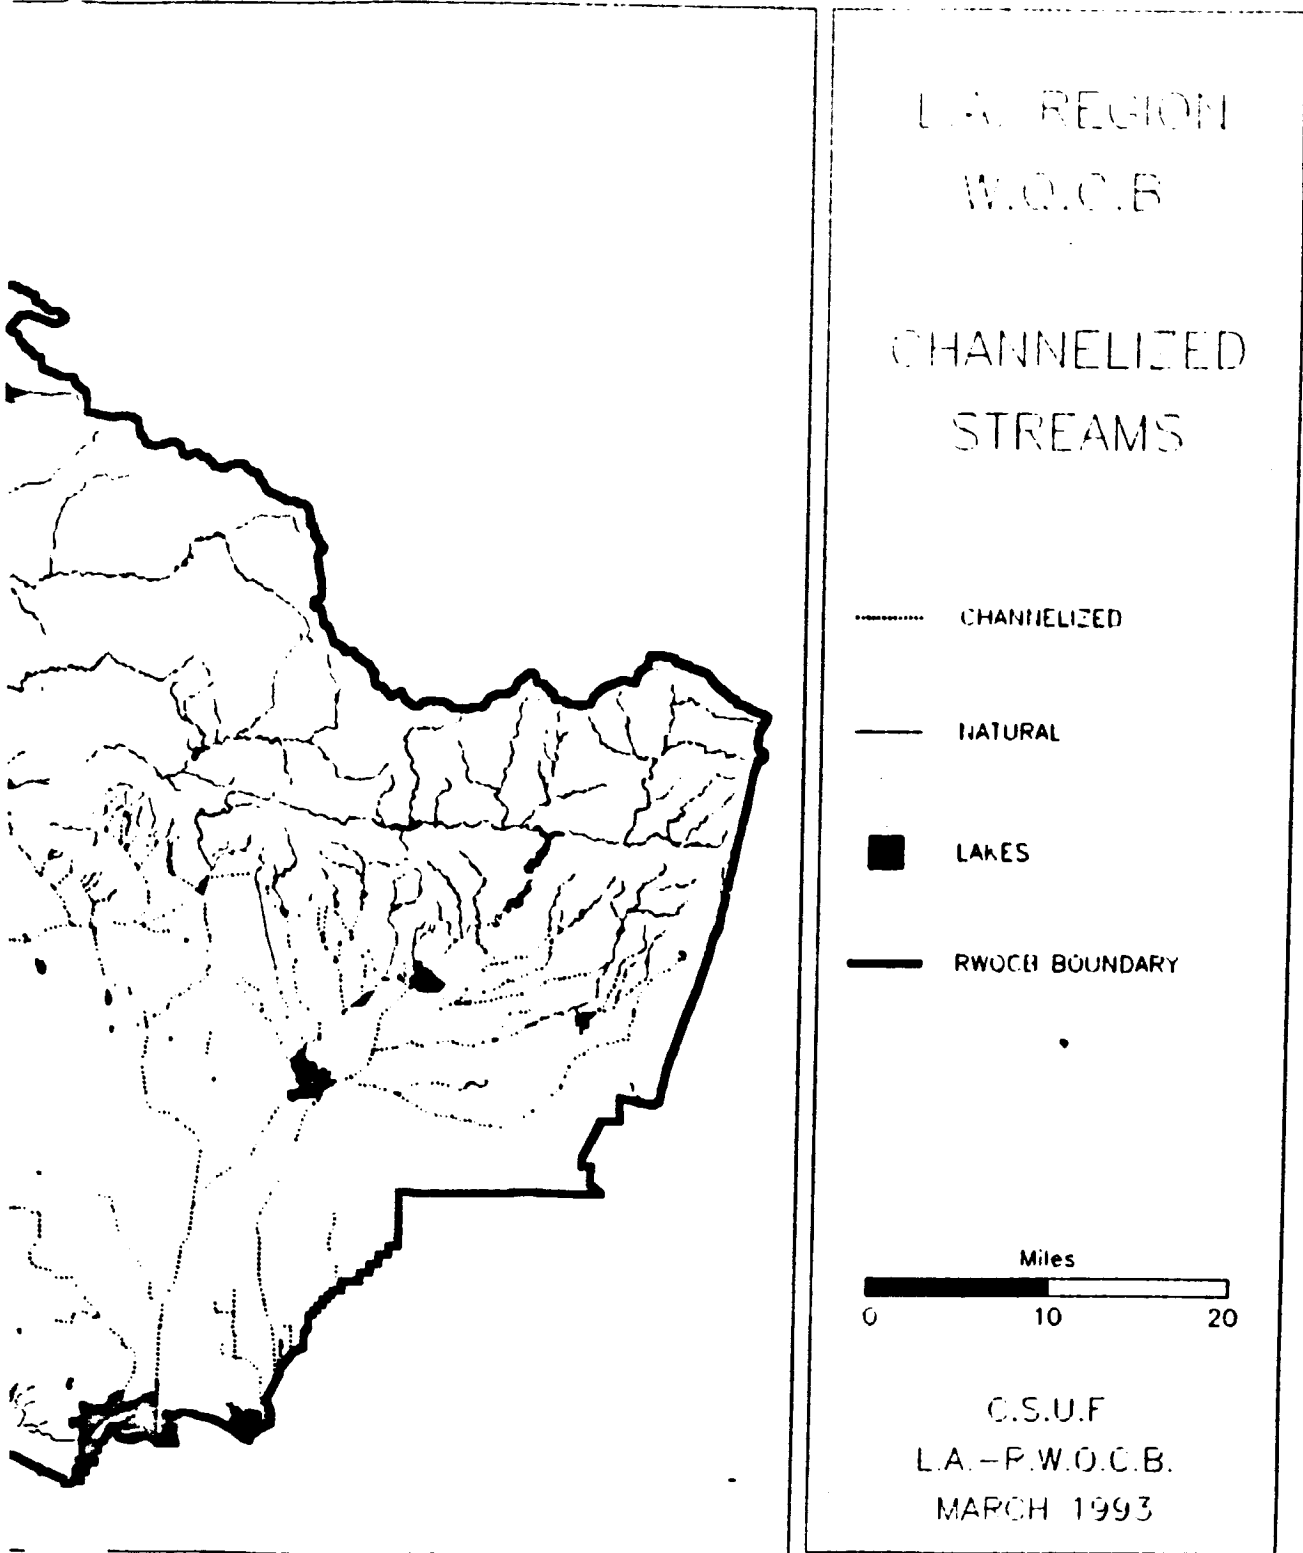 L.A. REGION
W.Q.C.B
CHANNELIZED
STREAMS
CHANNELIZED
NATURAL
LAKES
RWQCB BOUNDARY
Miles
0 10 20
C.S.U.F
L.A.-R.W.Q.C.B.
MARCH 1993